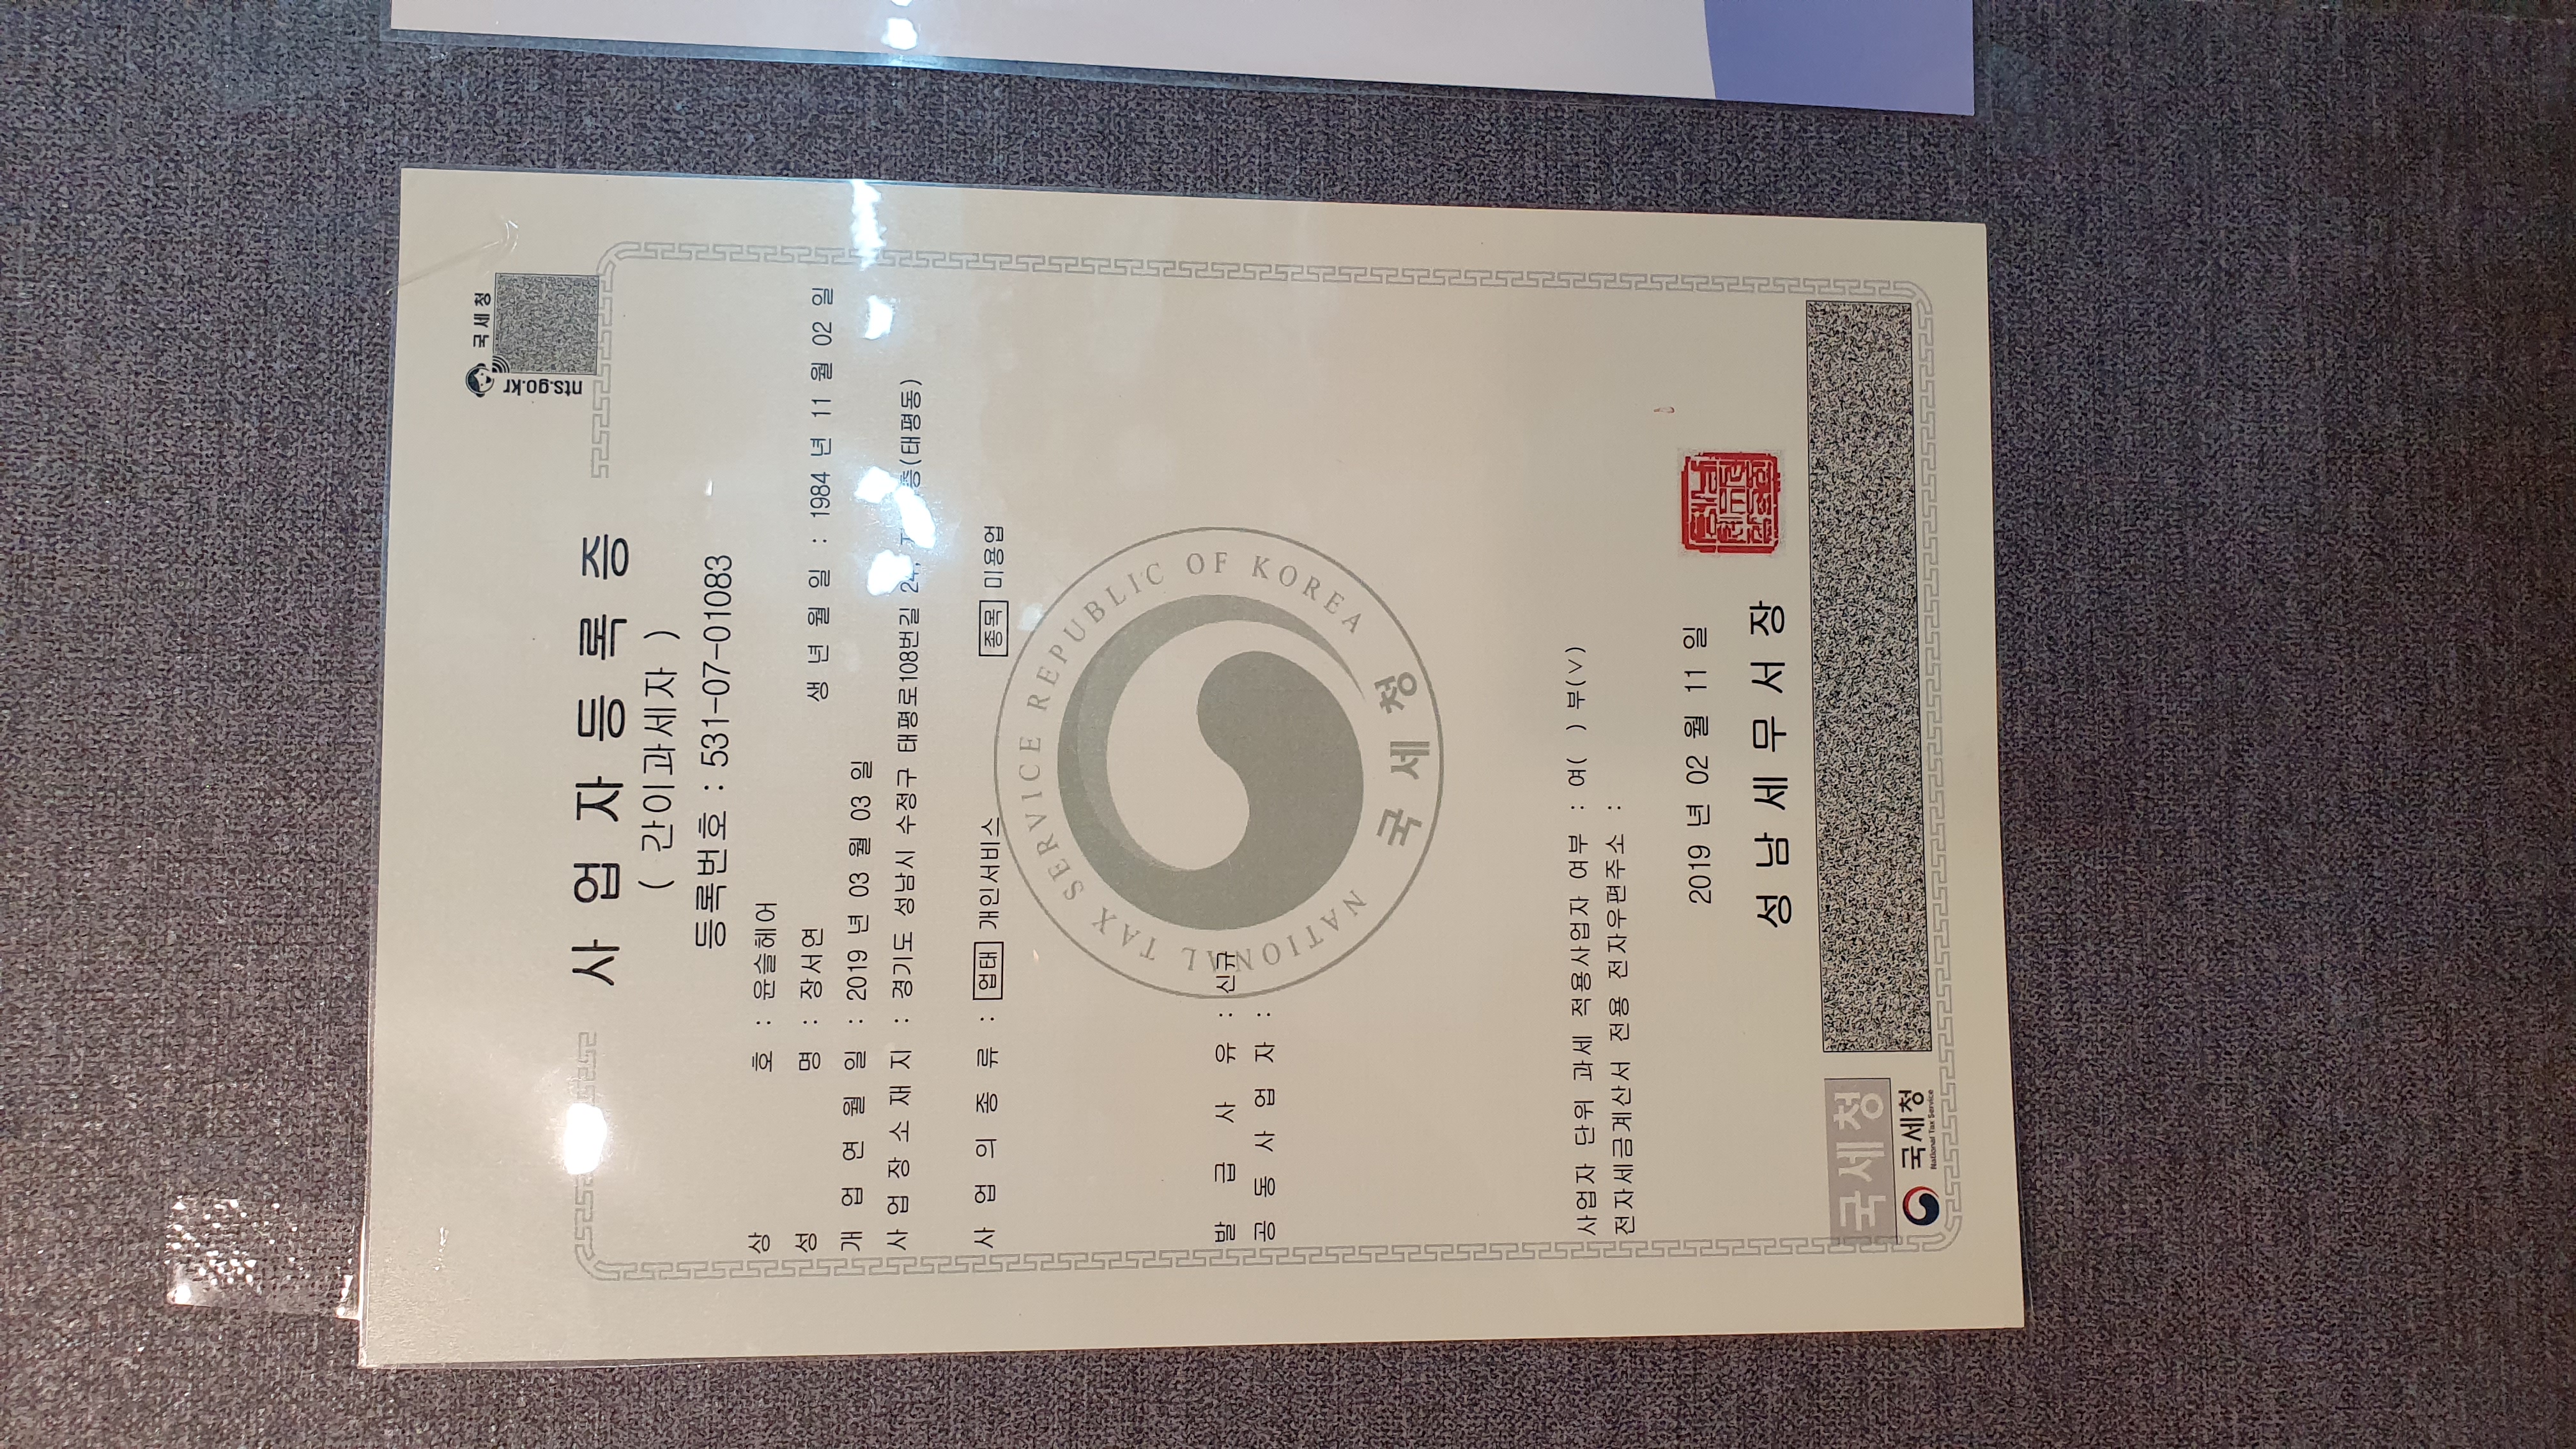 국세청
nts.go.kr
사업자등록증
( 간이과세자 )
등록번호 : 531-07-01083
상 호 : 윤슬헤어
성 명 : 장서연 생 년 월 일 : 1984 년 11 월 02 일
개 업 연 월 일 : 2019 년 03 월 03 일
사 업 장 소 재 지 : 경기도 성남시 수정구 태평로108번길 (태평동)
사 업 의 종 류 : 업태 개인서비스 종목 미용업
NATIONAL TAX SERVICE REPUBLIC OF KOREA
국세청
발 급 사 유 : 신규
공 동 사 업 자 :
사업자 단위 과세 적용사업자 여부 : 여( ) 부(∨)
전자세금계산서 전용 전자우편주소 :
2019 년 02 월 11 일
성 남 세 무 서 장
국세청
국세청
National Tax Service